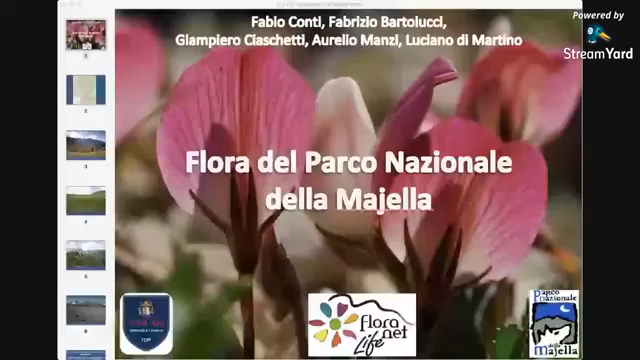 Fabio Conti, Fabrizio Bartolucci,
Giampiero Ciaschetti, Aurelio Manzi, Luciano di Martino
Powered by
StreamYard
Flora del Parco Nazionale
della Majella
flora
net
Life
Parco
nazionale
della
majella